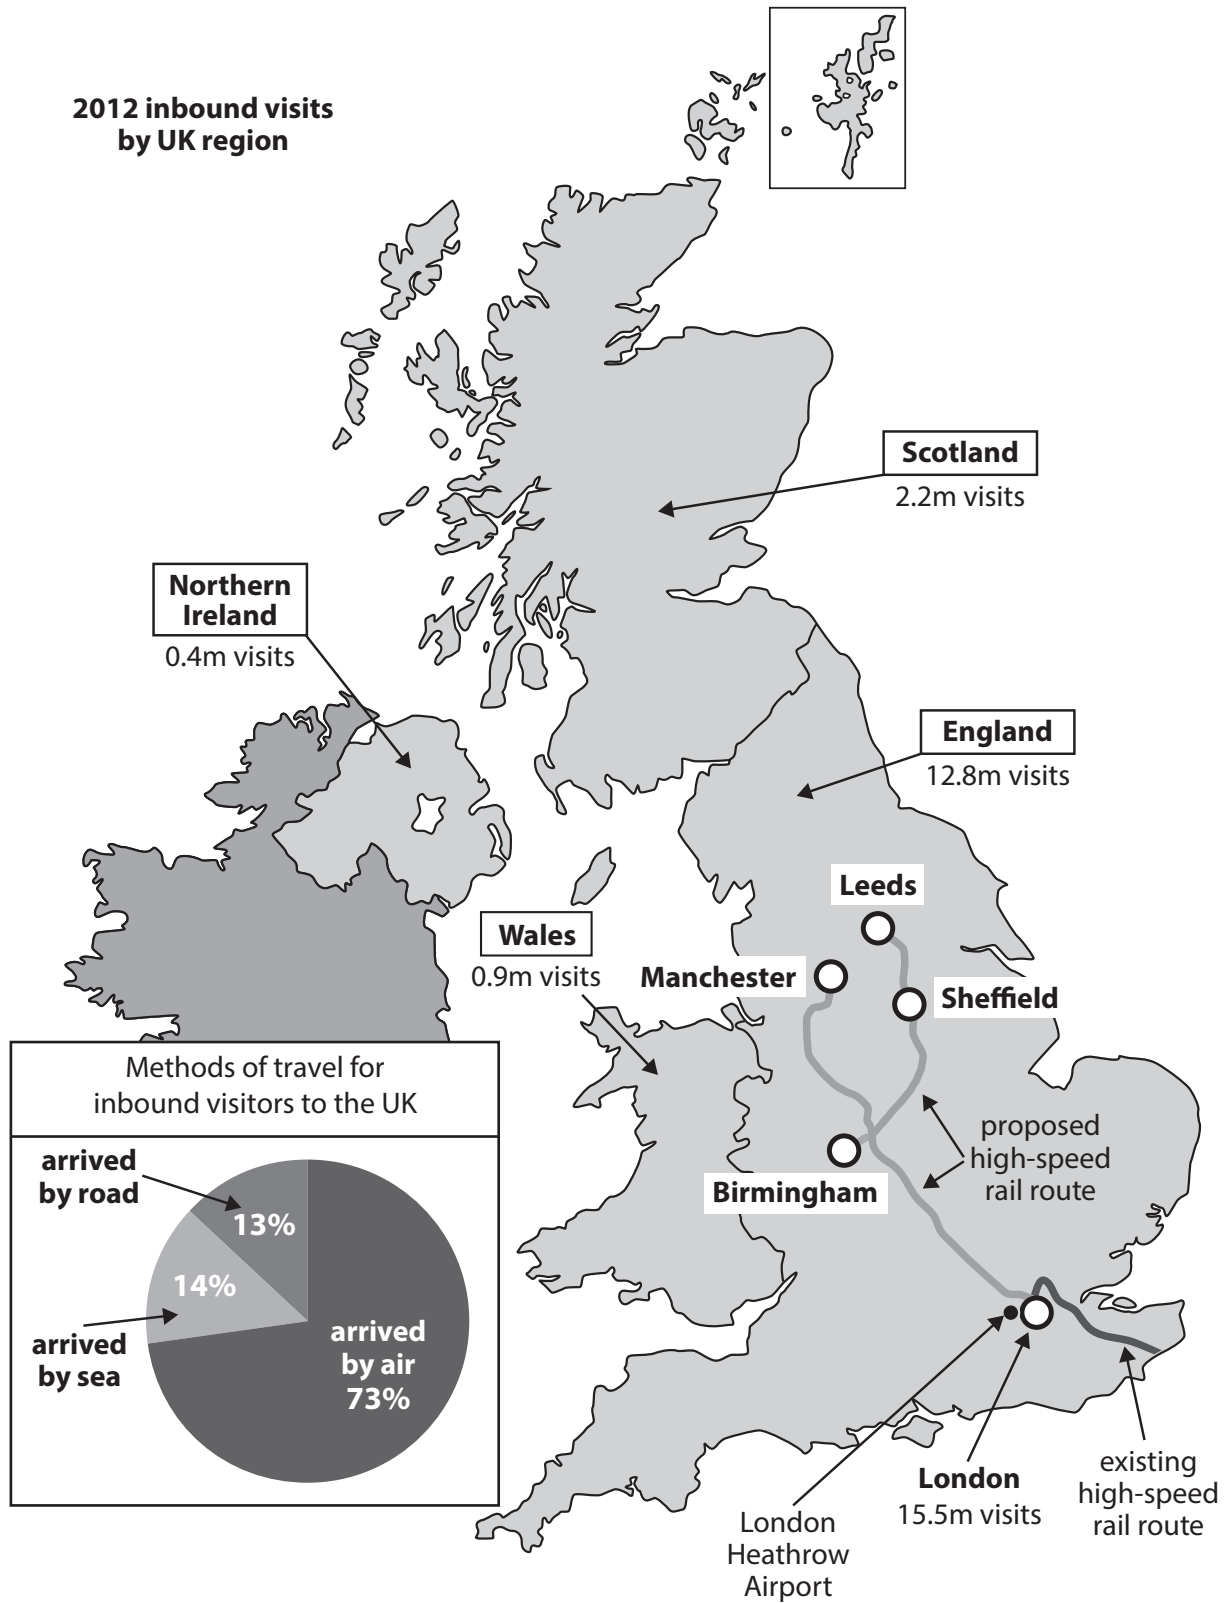 2012 inbound visits
by UK region
Scotland
2.2m visits
Northern
Ireland
0.4m visits
England
12.8m visits
Leeds
Wales
0.9m visits
Manchester
Sheffield
proposed
high-speed
rail route
Birmingham
Methods of travel for
inbound visitors to the UK
arrived
by road
13%
14%
arrived
by sea
arrived
by air
73%
London
Heathrow
Airport
London
15.5m visits
existing
high-speed
rail route